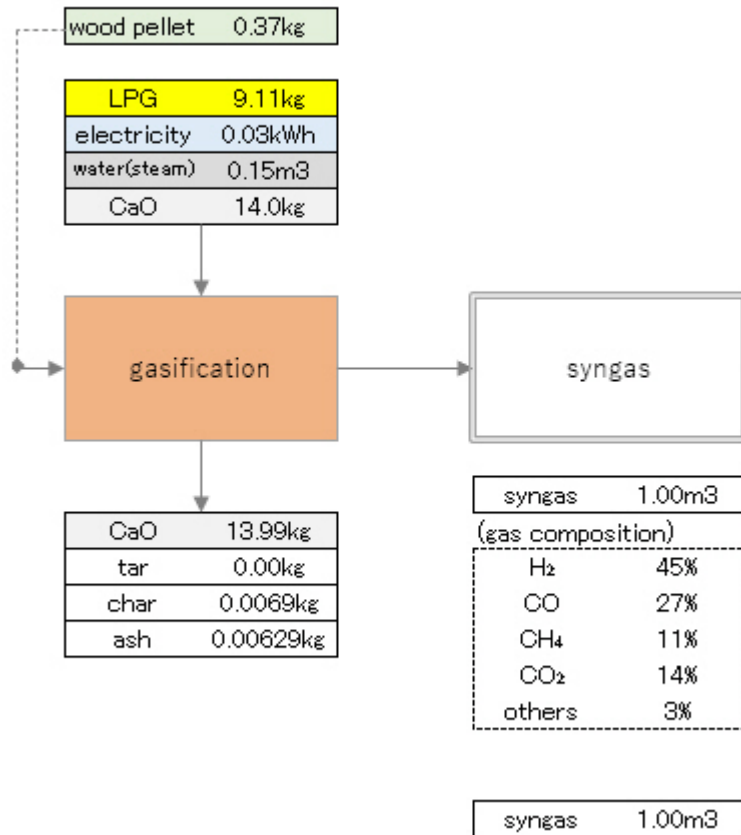 wood pellet 0.37kg
LPG 9.11kg
electricity 0.03kWh
water(steam) 0.15m3
CaO 14.0kg
gasification
syngas
CaO 13.99kg
tar 0.00kg
char 0.0069kg
ash 0.00629kg
syngas 1.00m3
(gas composition)
H₂ 45%
CO 27%
CH₄ 11%
CO₂ 14%
others 3%
syngas 1.00m3